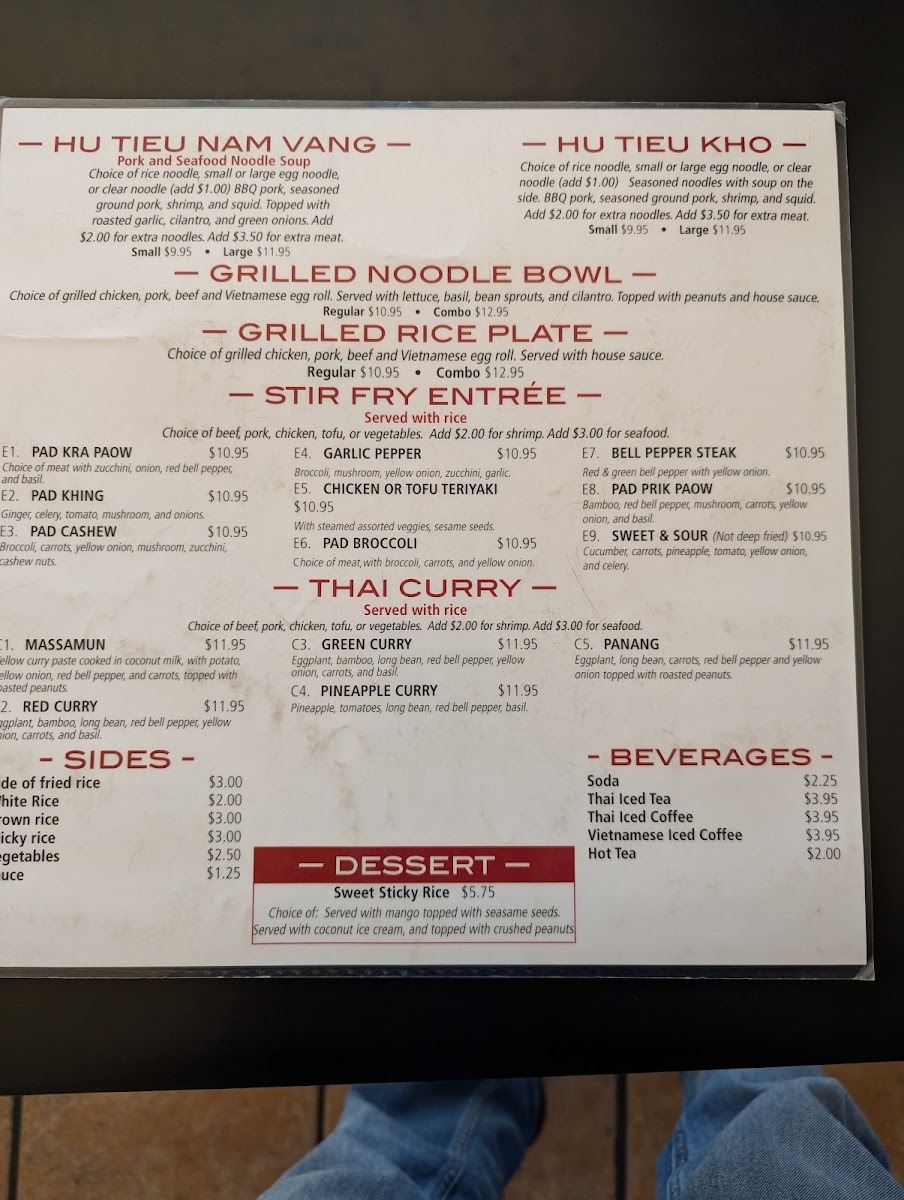 — HU TIEU NAM VANG —
Pork and Seafood Noodle Soup
Choice of rice noodle, small or large egg noodle,
or clear noodle (add $1.00) BBQ pork, seasoned
ground pork, shrimp, and squid. Topped with
roasted garlic, cilantro, and green onions. Add
$2.00 for extra noodles. Add $3.50 for extra meat.
Small $9.95 • Large $11.95
— HU TIEU KHO —
Choice of rice noodle, small or large egg noodle, or clear
noodle (add $1.00) Seasoned noodles with soup on the
side. BBQ pork, seasoned ground pork, shrimp, and squid.
Add $2.00 for extra noodles. Add $3.50 for extra meat.
Small $9.95 • Large $11.95
— GRILLED NOODLE BOWL —
Choice of grilled chicken, pork, beef and Vietnamese egg roll. Served with lettuce, basil, bean sprouts, and cilantro. Topped with peanuts and house sauce.
Regular $10.95 • Combo $12.95
— GRILLED RICE PLATE —
Choice of grilled chicken, pork, beef and Vietnamese egg roll. Served with house sauce.
Regular $10.95 • Combo $12.95
— STIR FRY ENTRÉE —
Served with rice
Choice of beef, pork, chicken, tofu, or vegetables. Add $2.00 for shrimp. Add $3.00 for seafood.
E1. PAD KRA PAOW $10.95
Choice of meat with zucchini, onion, red bell pepper,
and basil.
E2. PAD KHING $10.95
Ginger, celery, tomato, mushroom, and onions.
E3. PAD CASHEW $10.95
Broccoli, carrots, yellow onion, mushroom, zucchini,
cashew nuts.
E4. GARLIC PEPPER $10.95
Broccoli, mushroom, yellow onion, zucchini, garlic.
E5. CHICKEN OR TOFU TERIYAKI
$10.95
With steamed assorted veggies, sesame seeds.
E6. PAD BROCCOLI $10.95
Choice of meat,with broccoli, carrots, and yellow onion.
E7. BELL PEPPER STEAK $10.95
Red & green bell pepper with yellow onion.
E8. PAD PRIK PAOW $10.95
Bamboo, red bell pepper, mushroom, carrots, yellow
onion, and basil.
E9. SWEET & SOUR (Not deep fried) $10.95
Cucumber, carrots, pineapple, tomato, yellow onion,
and celery.
— THAI CURRY —
Served with rice
Choice of beef, pork, chicken, tofu, or vegetables. Add $2.00 for shrimp. Add $3.00 for seafood.
1. MASSAMUN $11.95
ellow curry paste cooked in coconut milk, with potato,
ellow onion, red bell pepper, and carrots, topped with
oasted peanuts.
2. RED CURRY $11.95
ggplant, bamboo, long bean, red bell pepper, yellow
nion, carrots, and basil.
C3. GREEN CURRY $11.95
Eggplant, bamboo, long bean, red bell pepper, yellow
onion, carrots, and basil.
C4. PINEAPPLE CURRY $11.95
Pineapple, tomatoes, long bean, red bell pepper, basil.
C5. PANANG $11.95
Eggplant, long bean, carrots, red bell pepper and yellow
onion topped with roasted peanuts.
- SIDES -
de of fried rice $3.00
hite Rice $2.00
rown rice $3.00
icky rice $3.00
egetables $2.50
uce $1.25
- BEVERAGES -
Soda $2.25
Thai Iced Tea $3.95
Thai Iced Coffee $3.95
Vietnamese Iced Coffee $3.95
Hot Tea $2.00
— DESSERT —
Sweet Sticky Rice $5.75
Choice of: Served with mango topped with seasame seeds.
Served with coconut ice cream, and topped with crushed peanuts